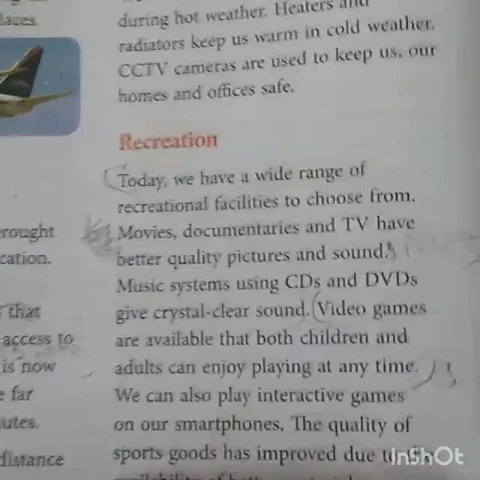 laces.
during hot weather. Heaters and
radiators keep us warm in cold weather.
CCTV cameras are used to keep us, our
homes and offices safe.
Recreation
Today, we have a wide range of
recreational facilities to choose from.
Movies, documentaries and TV have
better quality pictures and sound.
Music systems using CDs and DVDs
give crystal-clear sound. Video games
are available that both children and
adults can enjoy playing at any time.
We can also play interactive games
on our smartphones. The quality of
sports goods has improved due to
rought
cation.
that
access to
is now
e far
utes.
distance
InShOt